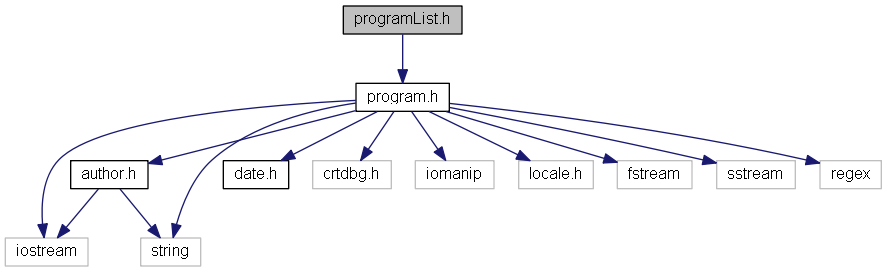 programList.h
program.h
author.h
date.h
crtdbg.h
iomanip
locale.h
fstream
sstream
regex
iostream
string